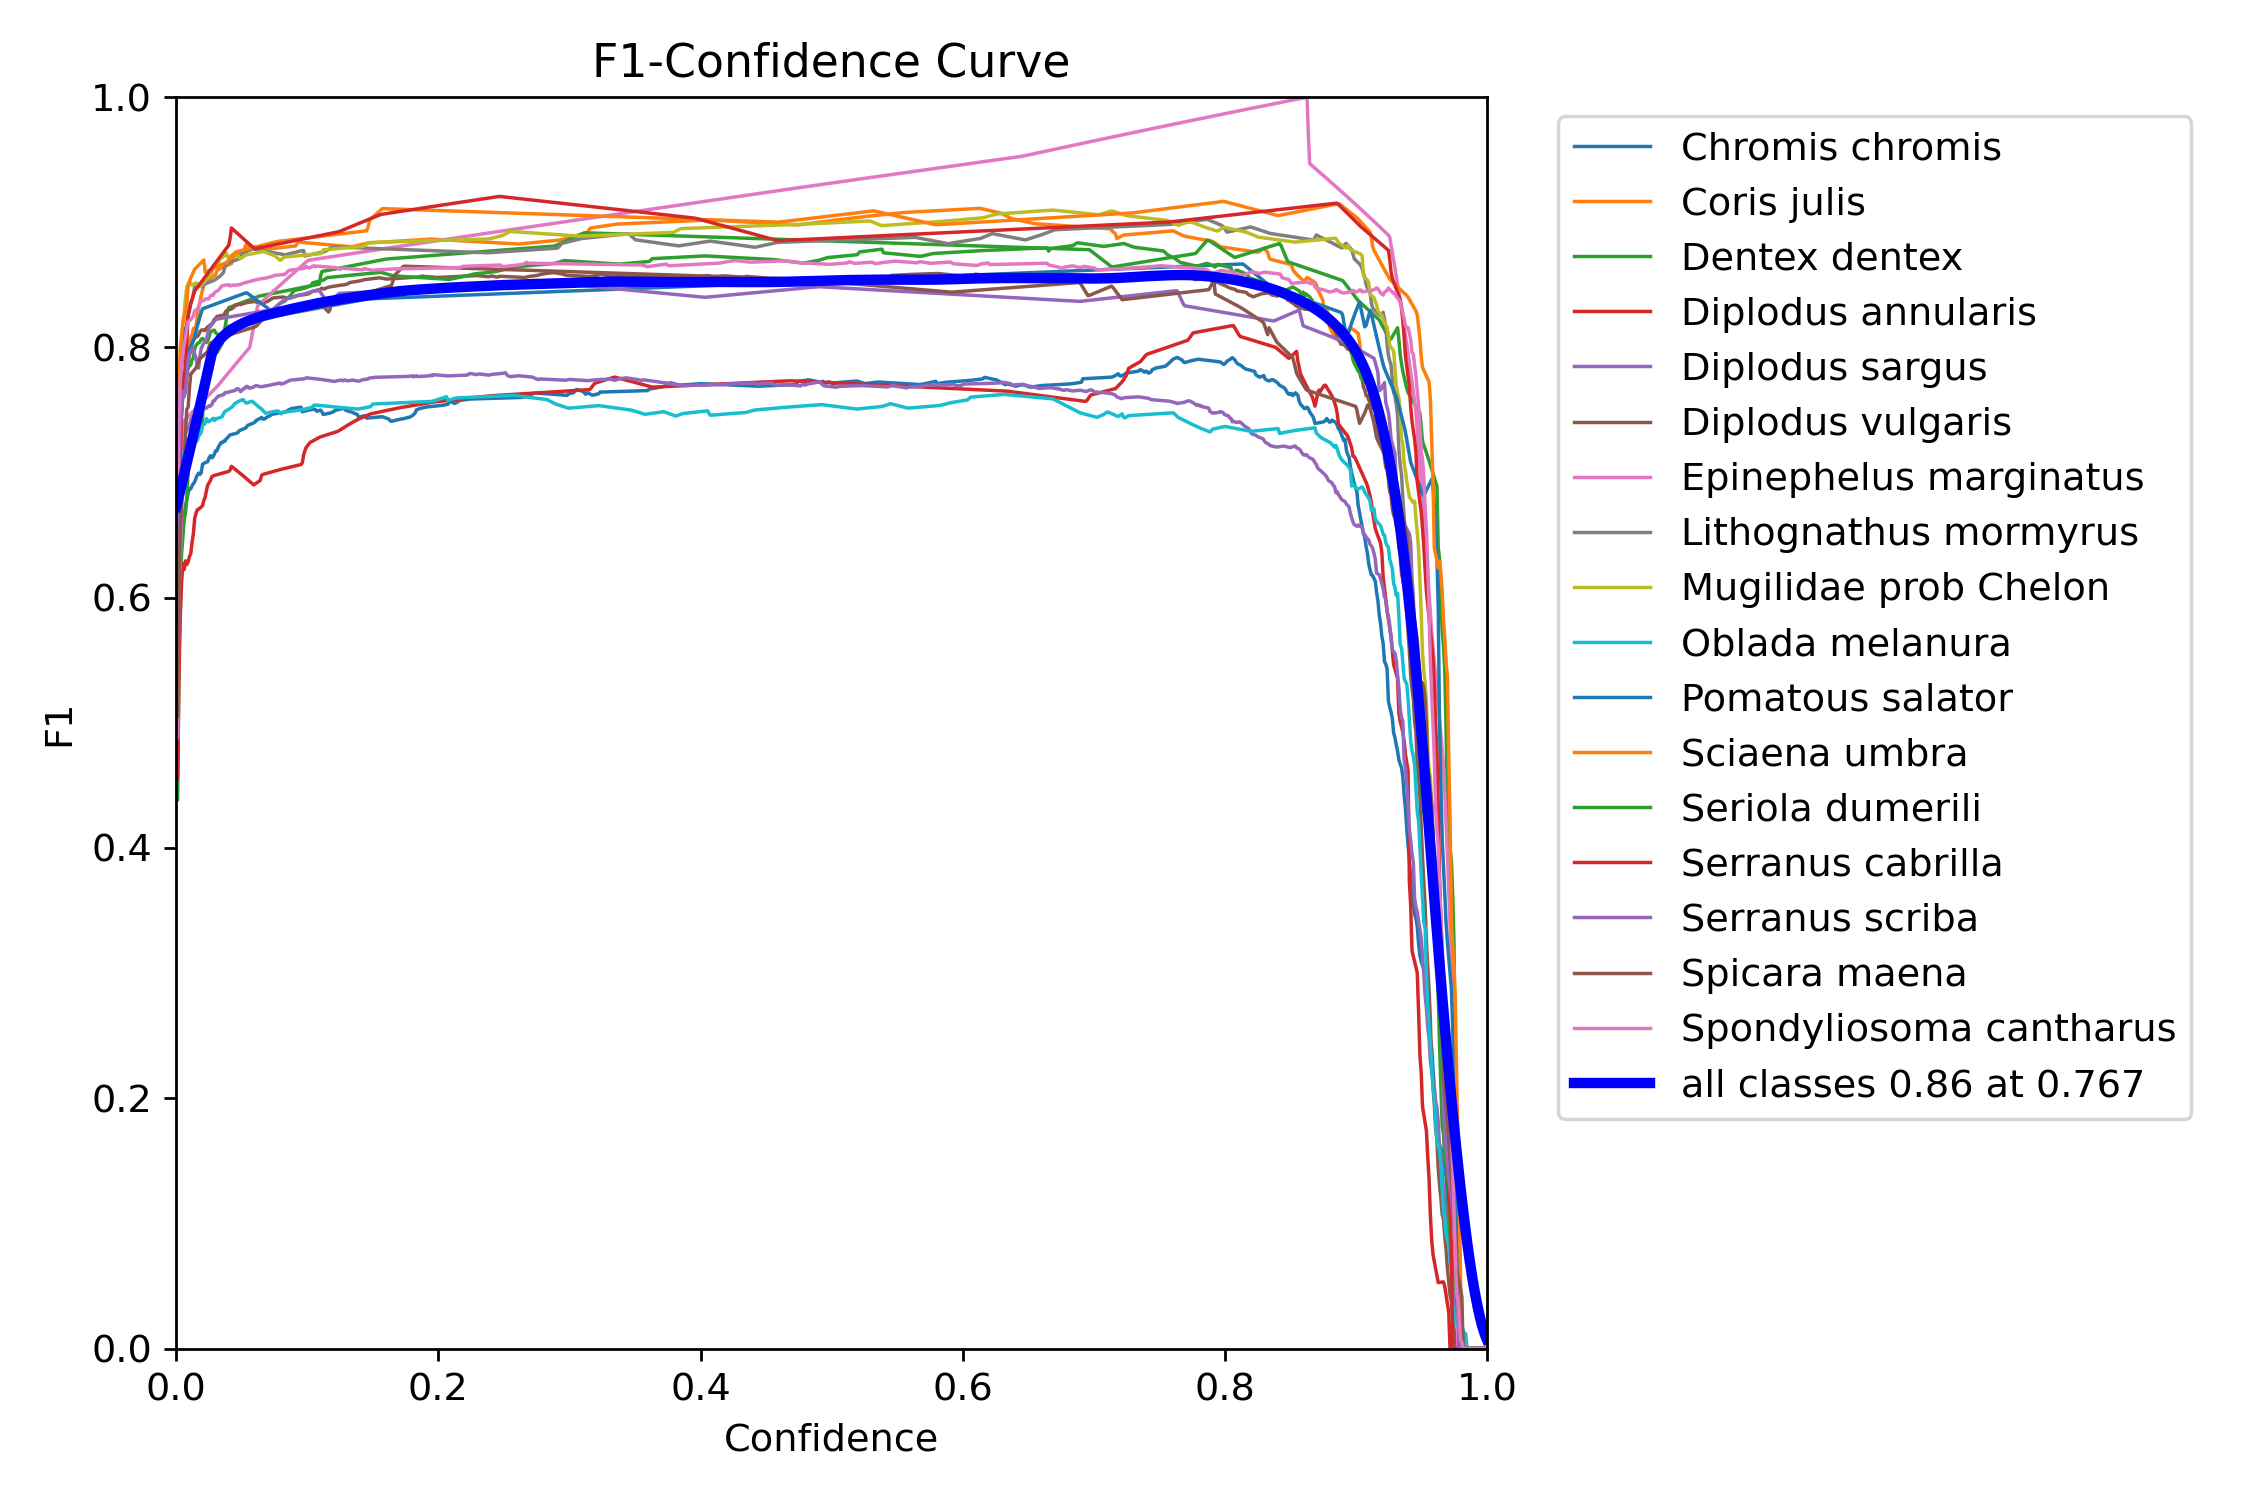 F1-Confidence Curve
1.0
0.8
0.6
0.4
0.2
0.0
F1
0.0 0.2 0.4 0.6 0.8 1.0
Confidence
Chromis chromis
Coris julis
Dentex dentex
Diplodus annularis
Diplodus sargus
Diplodus vulgaris
Epinephelus marginatus
Lithognathus mormyrus
Mugilidae prob Chelon
Oblada melanura
Pomatous salator
Sciaena umbra
Seriola dumerili
Serranus cabrilla
Serranus scriba
Spicara maena
Spondyliosoma cantharus
all classes 0.86 at 0.767